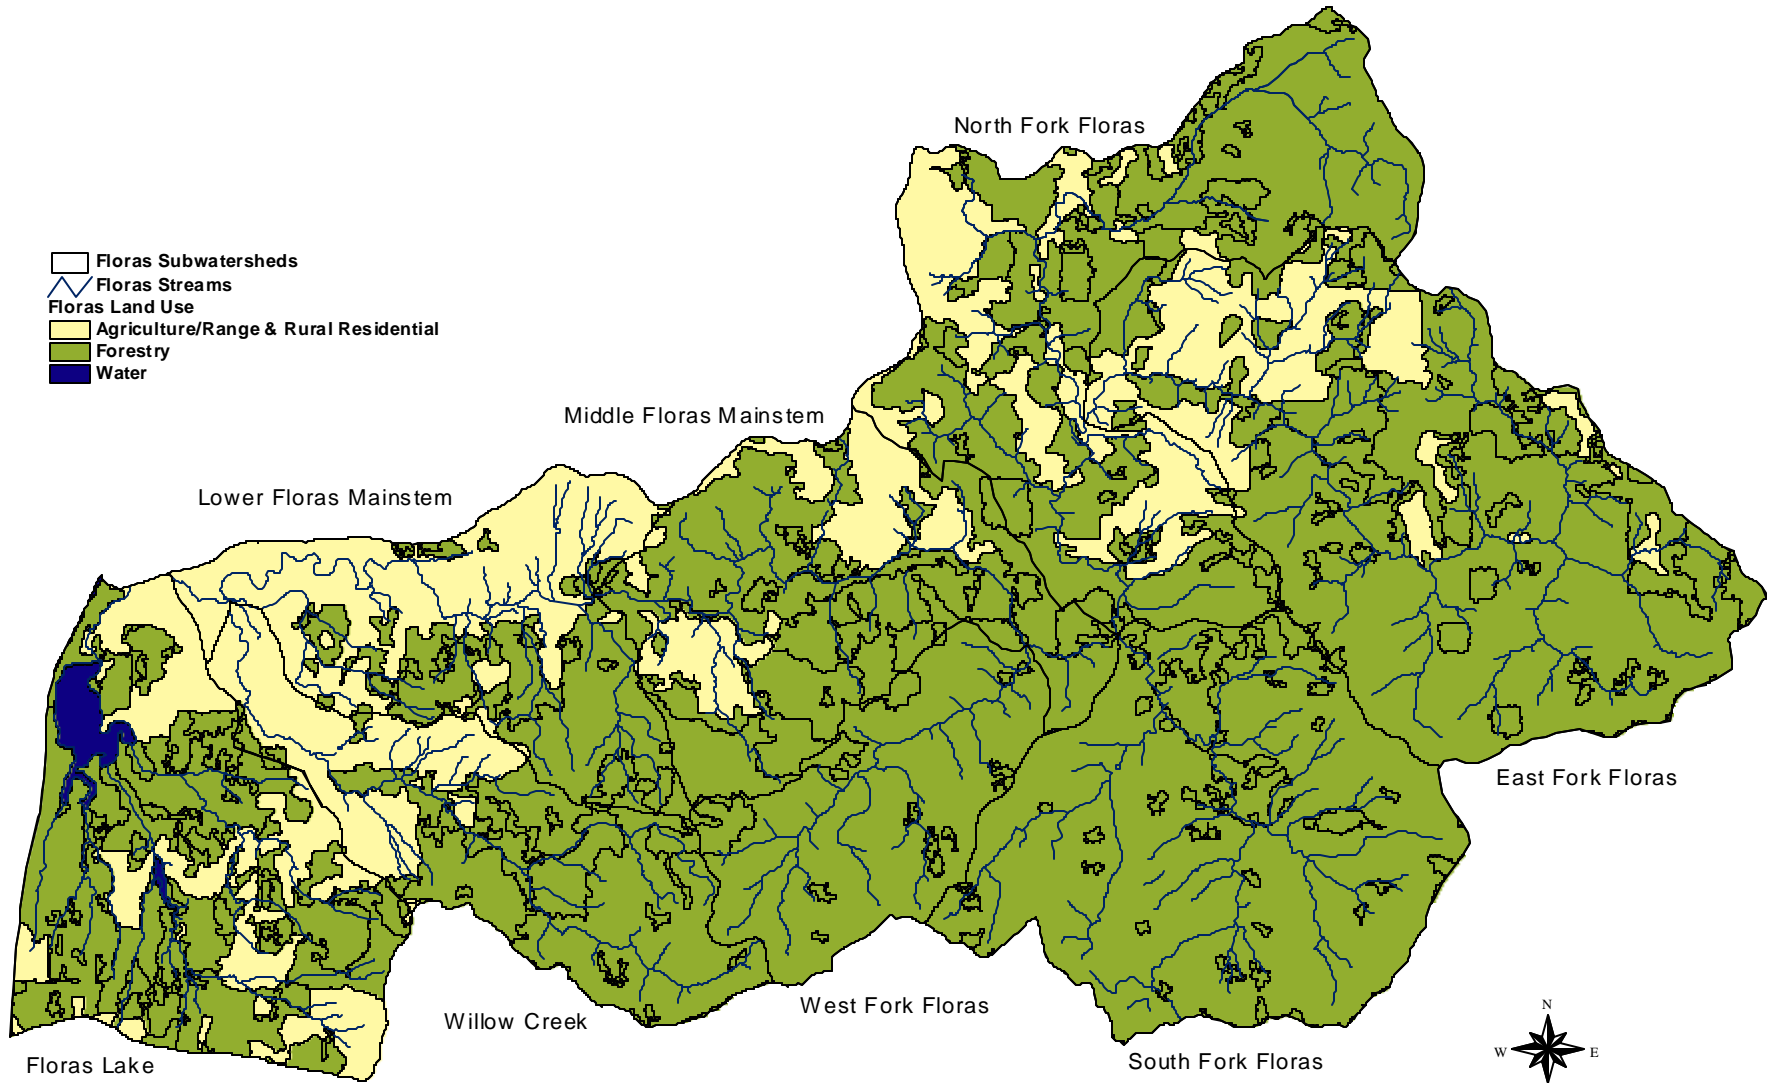 North Fork Floras
Floras Subwatersheds
Floras Streams
Floras Land Use
Agriculture/Range & Rural Residential
Forestry
Water
Middle Floras Mainstem
Lower Floras Mainstem
East Fork Floras
West Fork Floras
Willow Creek
South Fork Floras
Floras Lake
N
W
E
S